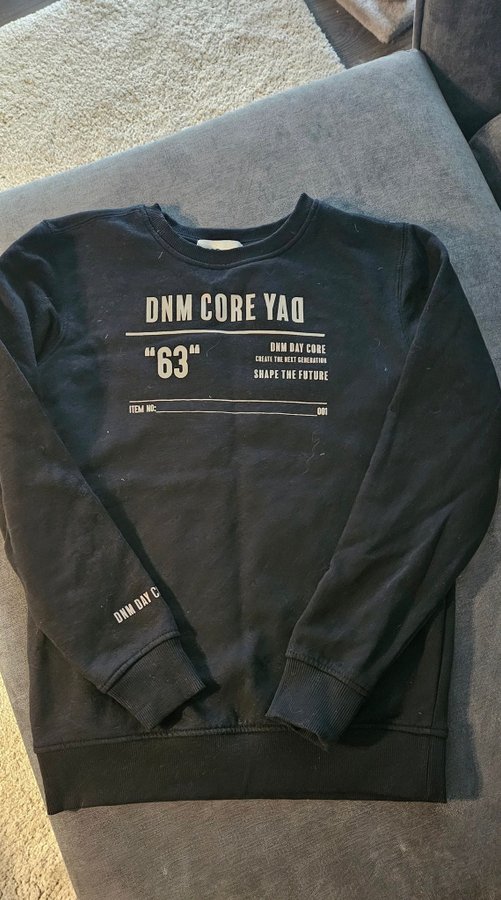 DNM CORE YAD
"63"
DNM DAY CORE
CREATE THE NEXT GENERATION
SHAPE THE FUTURE
ITEM NO: 001
DNM DAY C